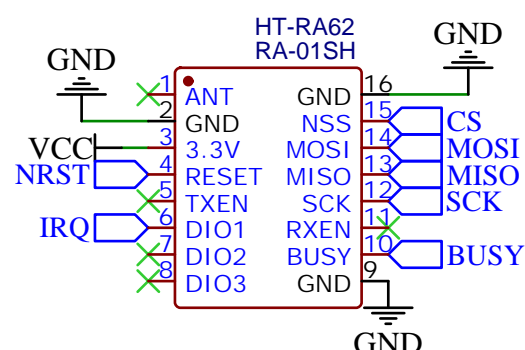 HT-RA62
RA-01SH
GND
GND
1 ANT GND 16
2 GND NSS 15 CS
VCC 3 3.3V MOSI 14 MOSI
NRST 4 RESET MISO 13 MISO
5 TXEN SCK 12 SCK
IRQ 6 DIO1 RXEN 11
7 DIO2 BUSY 10 BUSY
8 DIO3 GND 9
GND